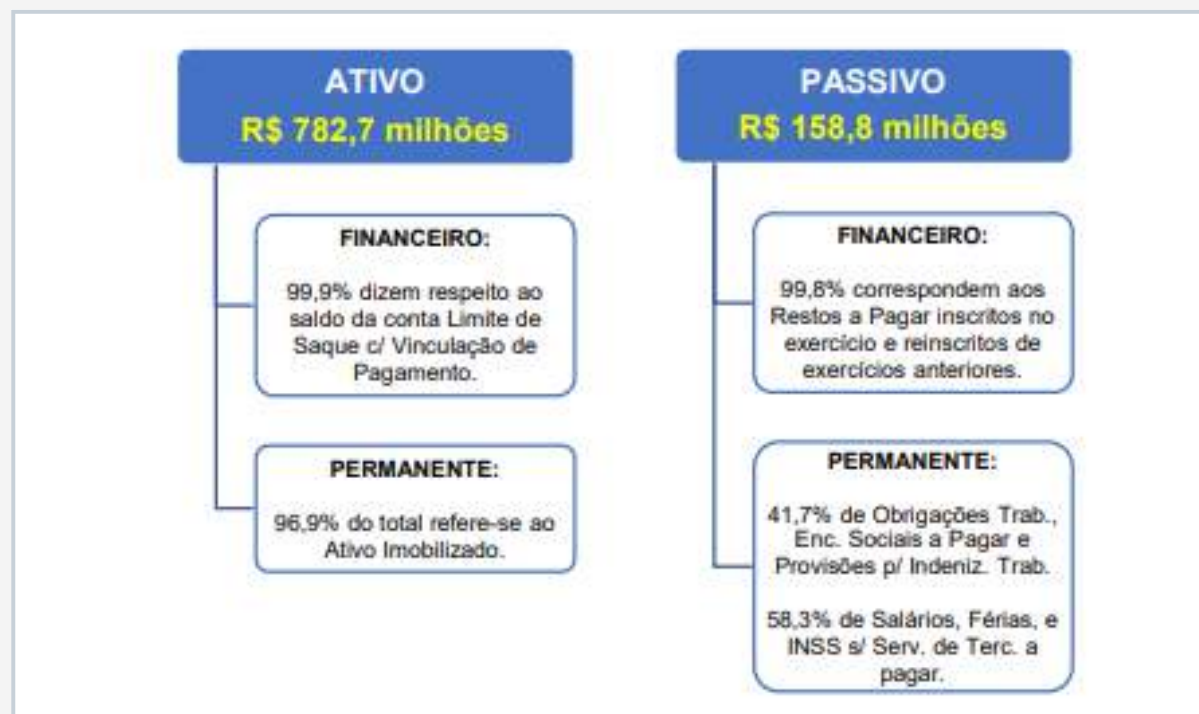 ATIVO
R$ 782,7 milhões
FINANCEIRO:
99,9% dizem respeito ao
saldo da conta Limite de
Saque c/ Vinculação de
Pagamento.
PERMANENTE:
96,9% do total refere-se ao
Ativo Imobilizado.
PASSIVO
R$ 158,8 milhões
FINANCEIRO:
99,8% correspondem aos
Restos a Pagar inscritos no
exercício e reinscritos de
exercícios anteriores.
PERMANENTE:
41,7% de Obrigações Trab.,
Enc. Sociais a Pagar e
Provisões p/ Indeniz. Trab.
58,3% de Salários, Férias, e
INSS s/ Serv. de Terc. a
pagar.